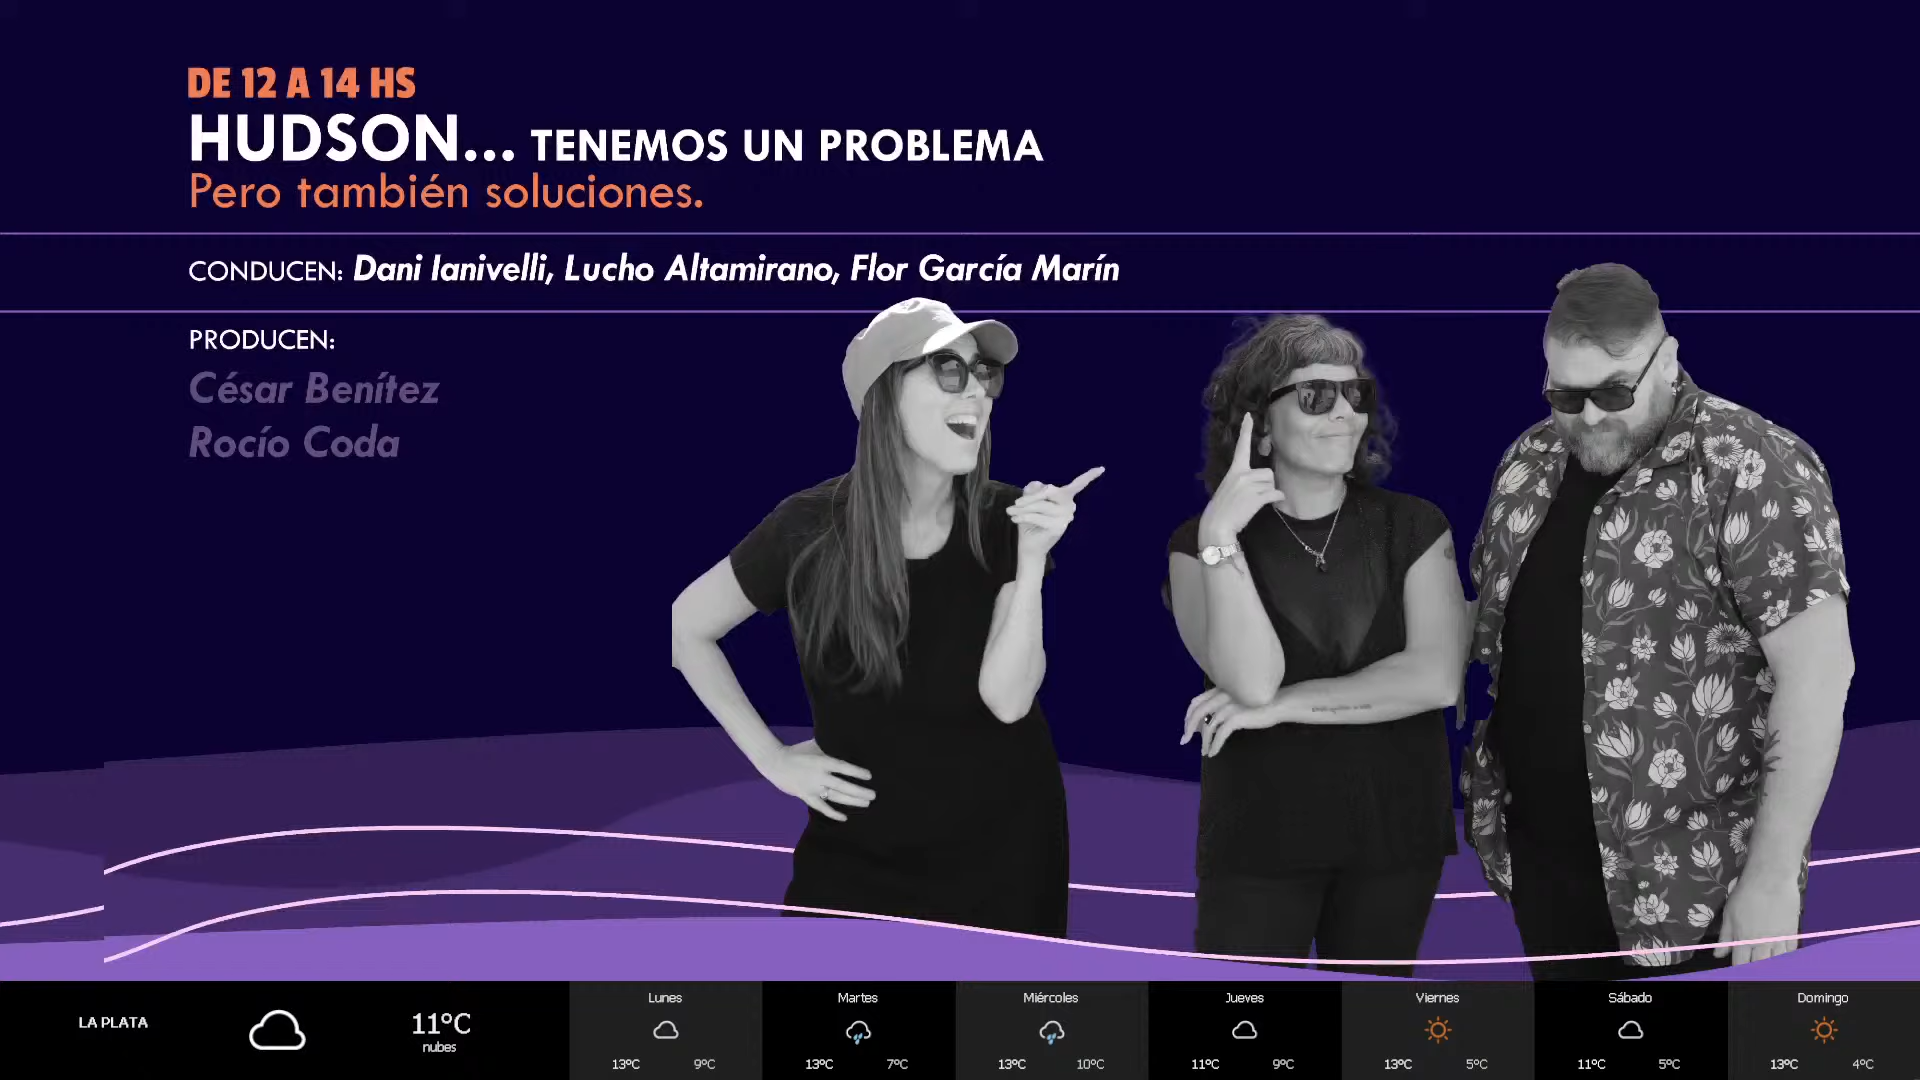 DE 12 A 14 HS
HUDSON... TENEMOS UN PROBLEMA
Pero también soluciones.
CONDUCEN: Dani Ianivelli, Lucho Altamirano, Flor García Marín
PRODUCEN:
César Benítez
Rocío Coda
LA PLATA
11°C
nubes
Lunes
13°C 9°C
Martes
13°C 7°C
Miércoles
13°C 10°C
Jueves
11°C 9°C
Viernes
13°C 5°C
Sábado
11°C 5°C
Domingo
13°C 4°C